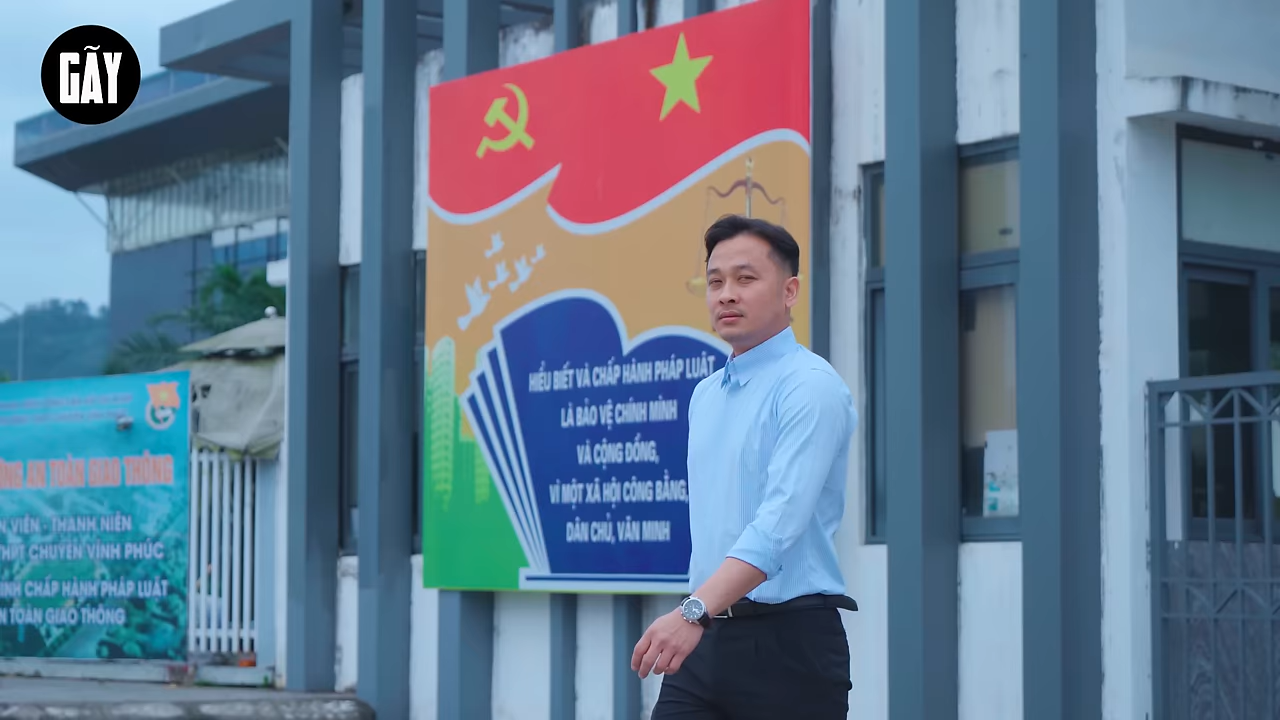 GÃY
HIỂU BIẾT VÀ CHẤP HÀNH PHÁP LUẬT
LÀ BẢO VỆ CHÍNH MÌNH
VÀ CỘNG ĐỒNG,
VÌ MỘT XÃ HỘI CÔNG BẰNG,
DÂN CHỦ, VĂN MINH
AN TOÀN GIAO THÔNG
VIÊN - THANH NIÊN
THPT CHUYÊN VĨNH PHÚC
CHẤP HÀNH PHÁP LUẬT
TOÀN GIAO THÔNG